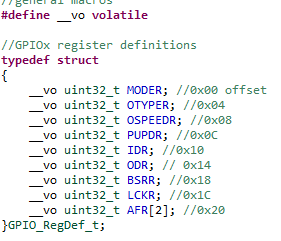 //general macros
#define __vo volatile
//GPIOx register definitions
typedef struct
{
__vo uint32_t MODER; //0x00 offset
__vo uint32_t OTYPER; //0x04
__vo uint32_t OSPEEDR; //0x08
__vo uint32_t PUPDR; //0x0C
__vo uint32_t IDR; //0x10
__vo uint32_t ODR; // 0x14
__vo uint32_t BSRR; //0x18
__vo uint32_t LCKR; //0x1C
__vo uint32_t AFR[2]; //0x20
}GPIO_RegDef_t;